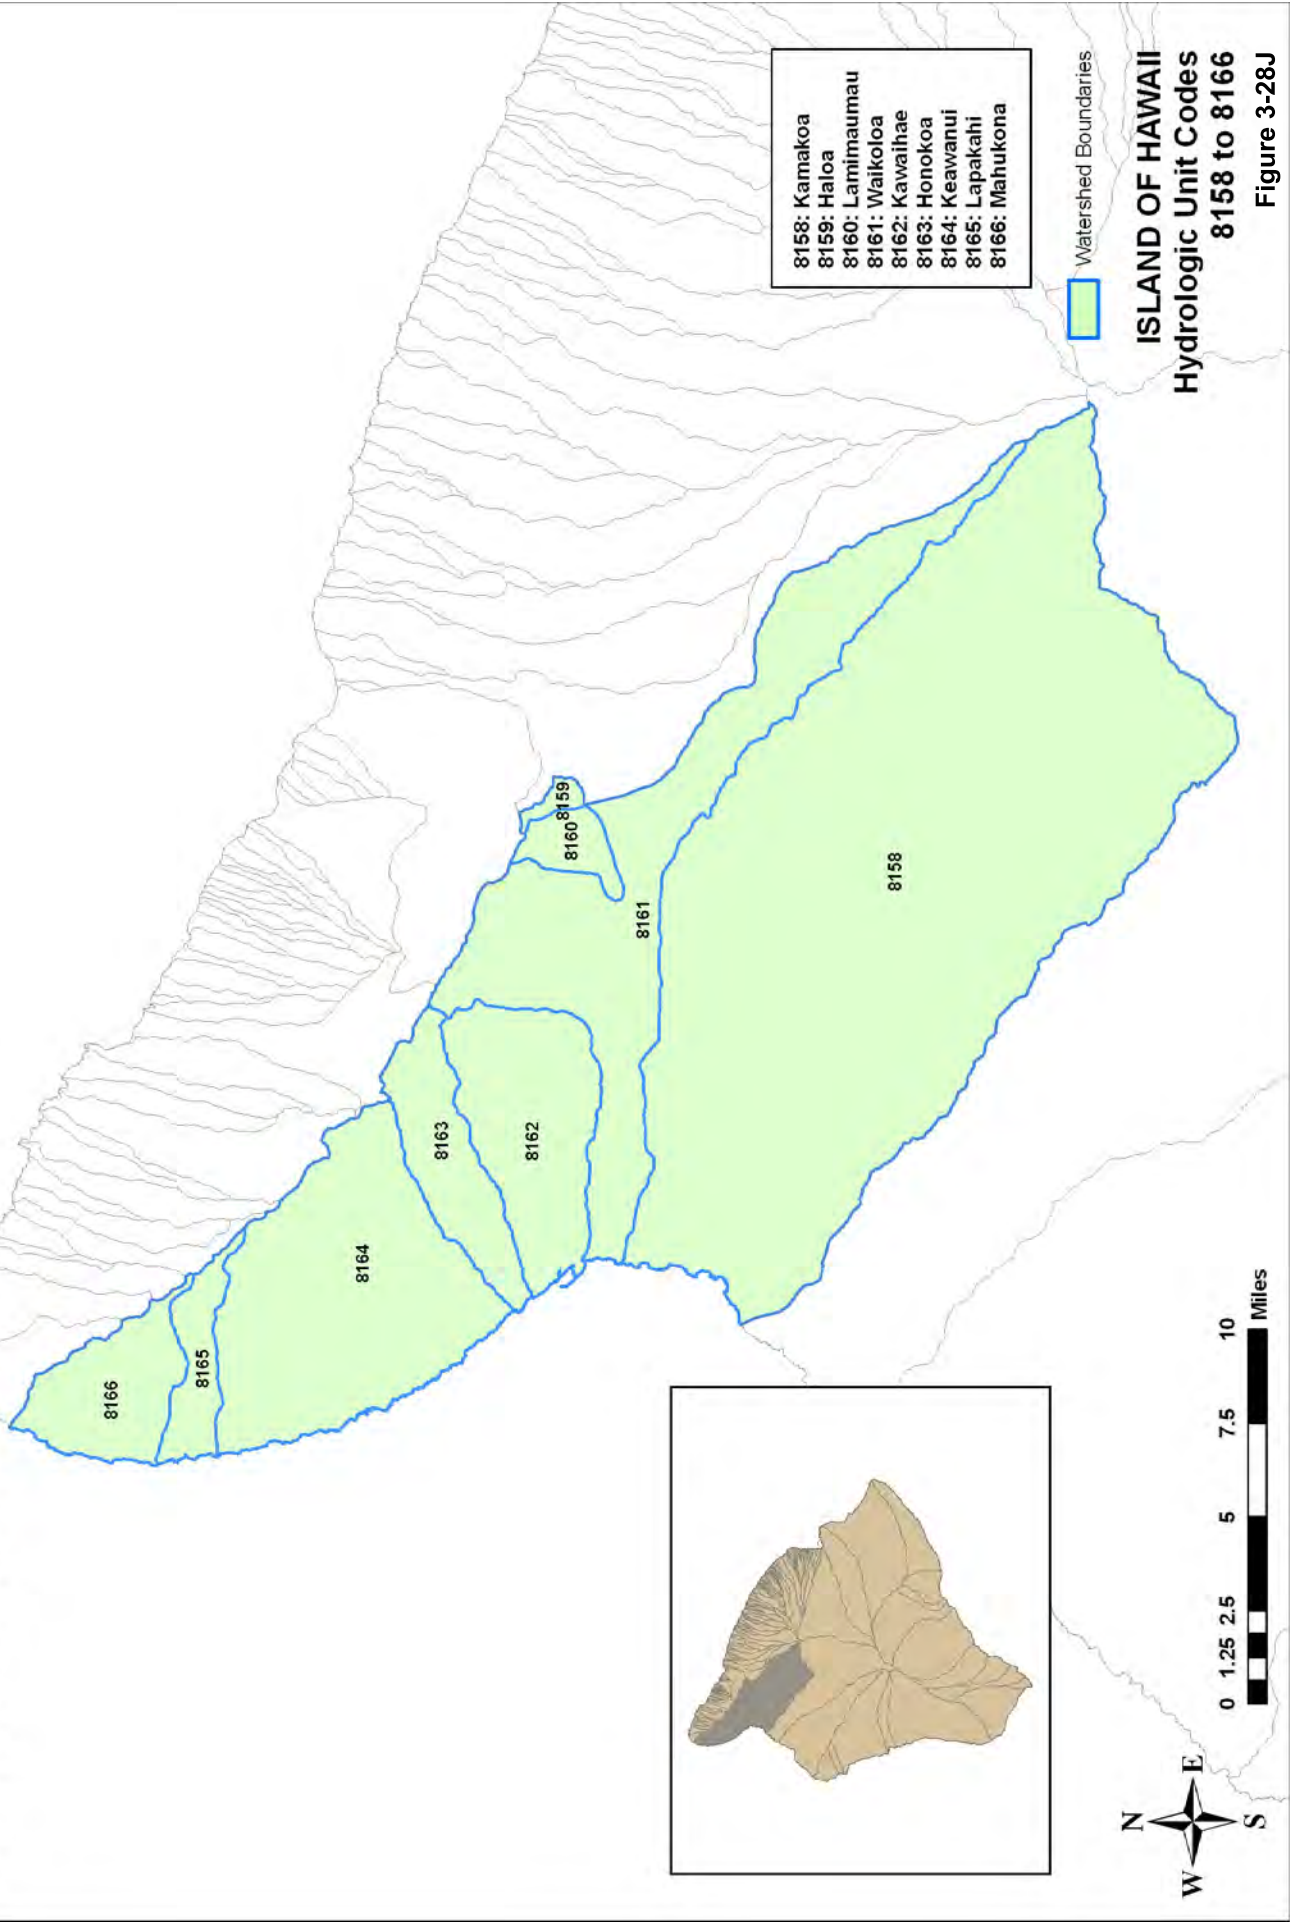 8166
8165
8164
8163
8162
8161
8160
8159
8158
8158: Kamakoa
8159: Haloa
8160: Lamimaumau
8161: Waikoloa
8162: Kawaihae
8163: Honokoa
8164: Keawanui
8165: Lapakahi
8166: Mahukona
Watershed Boundaries
ISLAND OF HAWAII
Hydrologic Unit Codes
8158 to 8166
Figure 3-28J
N
W E
S
0 1.25 2.5 5 7.5 10
Miles